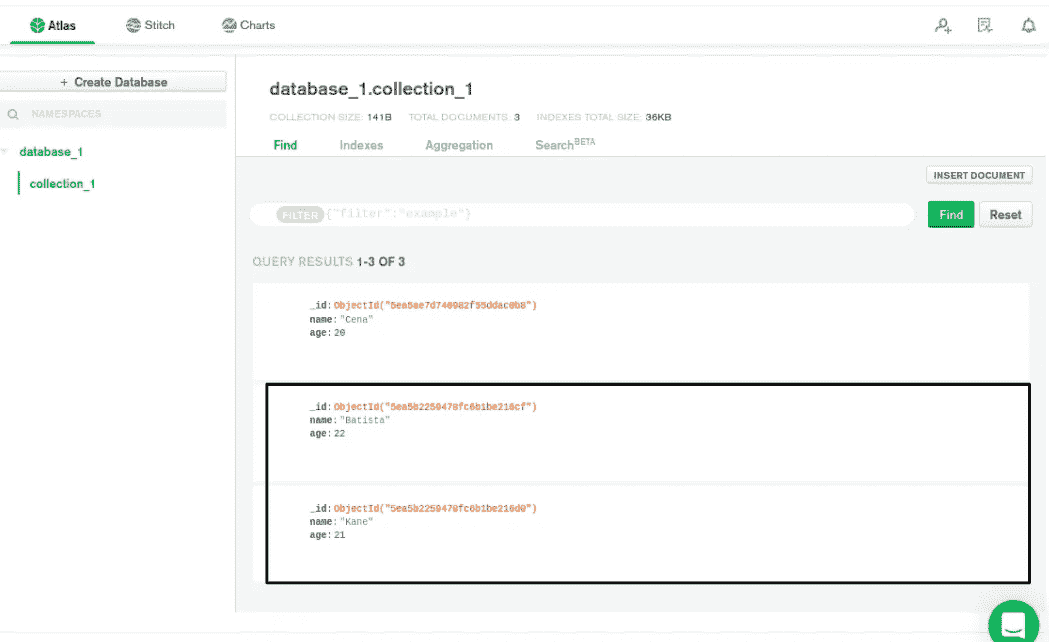 Atlas Stitch Charts
+ Create Database
NAMESPACES
database_1
collection_1
database_1.collection_1
COLLECTION SIZE: 141B TOTAL DOCUMENTS: 3 INDEXES TOTAL SIZE: 36KB
Find Indexes Aggregation Search BETA
INSERT DOCUMENT
FILTER {"filter":"example"} Find Reset
QUERY RESULTS 1-3 OF 3
_id: ObjectId("5ea5ae7d740982f55ddac0b8")
name: "Cena"
age: 20
_id: ObjectId("5ea5b2259470fc6b1be216cf")
name: "Batista"
age: 22
_id: ObjectId("5ea5b2259470fc6b1be216d0")
name: "Kane"
age: 21